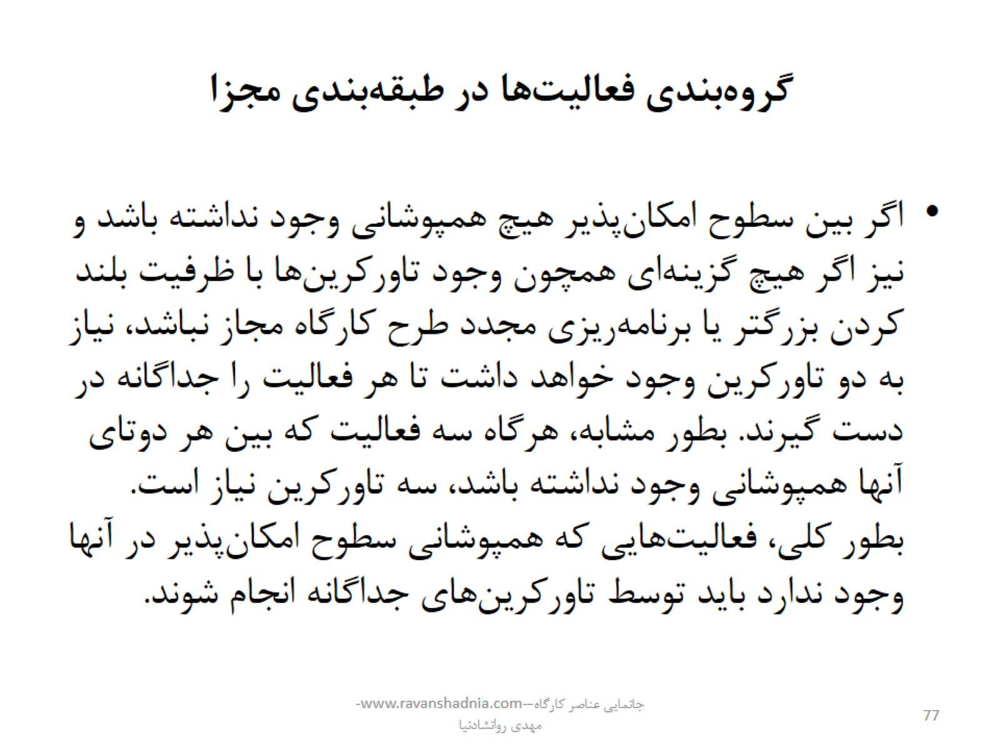 گروه‌بندی فعالیت‌ها در طبقه‌بندی مجزا
• اگر بین سطوح امکان‌پذیر هیچ همپوشانی وجود نداشته باشد و
نیز اگر هیچ گزینه‌ای همچون وجود تاورکرین‌ها با ظرفیت بلند
کردن بزرگتر یا برنامه‌ریزی مجدد طرح کارگاه مجاز نباشد، نیاز
به دو تاورکرین وجود خواهد داشت تا هر فعالیت را جداگانه در
دست گیرند. بطور مشابه، هرگاه سه فعالیت که بین هر دوتای
آنها همپوشانی وجود نداشته باشد، سه تاورکرین نیاز است.
بطور کلی، فعالیت‌هایی که همپوشانی سطوح امکان‌پذیر در آنها
وجود ندارد باید توسط تاورکرین‌های جداگانه انجام شوند.
جانمایی عناصر کارگاه--www.ravanshadnia.com-
مهدی روانشادنیا
77